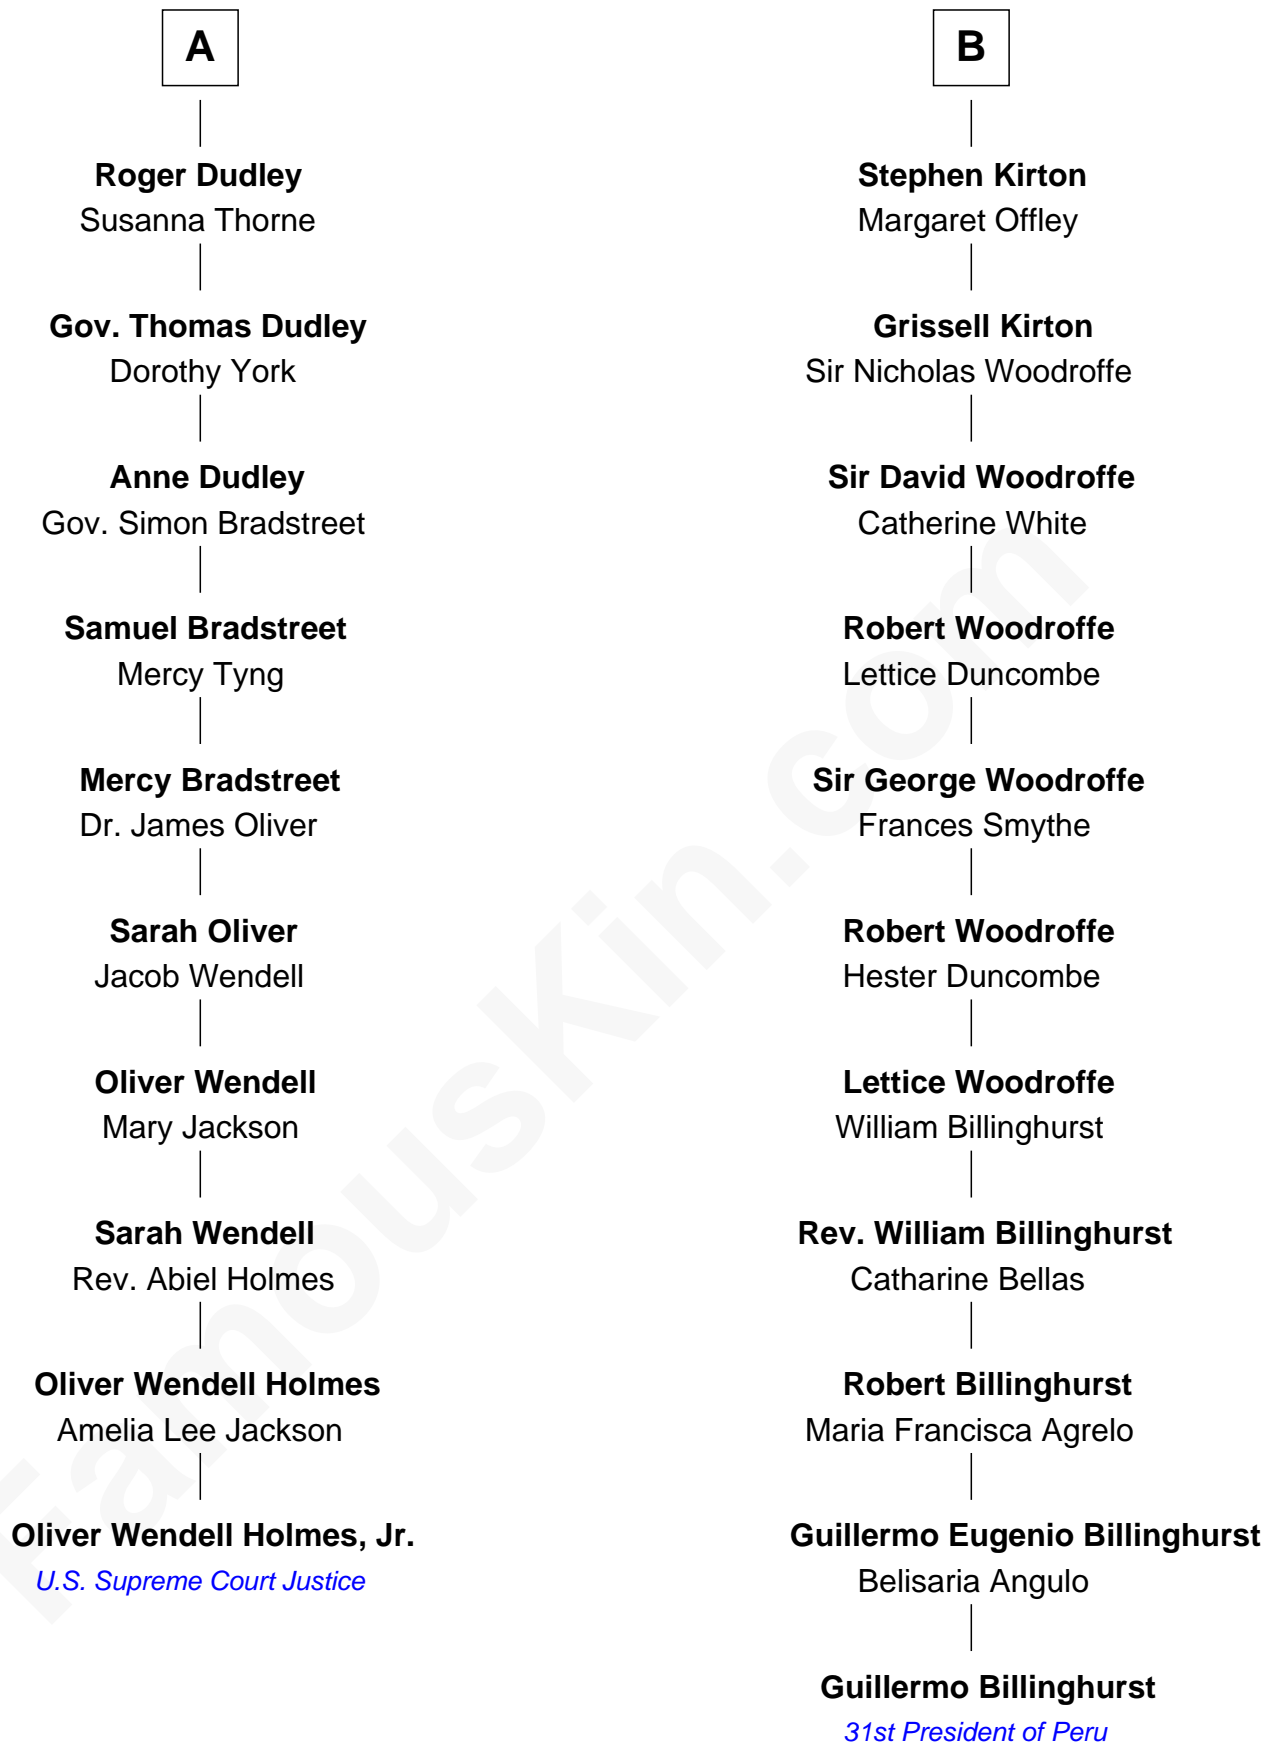 A
Roger Dudley
Susanna Thorne
Gov. Thomas Dudley
Dorothy York
Anne Dudley
Gov. Simon Bradstreet
Samuel Bradstreet
Mercy Tyng
Mercy Bradstreet
Dr. James Oliver
Sarah Oliver
Jacob Wendell
Oliver Wendell
Mary Jackson
Sarah Wendell
Rev. Abiel Holmes
Oliver Wendell Holmes
Amelia Lee Jackson
Oliver Wendell Holmes, Jr.
U.S. Supreme Court Justice
B
Stephen Kirton
Margaret Offley
Grissell Kirton
Sir Nicholas Woodroffe
Sir David Woodroffe
Catherine White
Robert Woodroffe
Lettice Duncombe
Sir George Woodroffe
Frances Smythe
Robert Woodroffe
Hester Duncombe
Lettice Woodroffe
William Billinghurst
Rev. William Billinghurst
Catharine Bellas
Robert Billinghurst
Maria Francisca Agrelo
Guillermo Eugenio Billinghurst
Belisaria Angulo
Guillermo Billinghurst
31st President of Peru
FamousKin.com